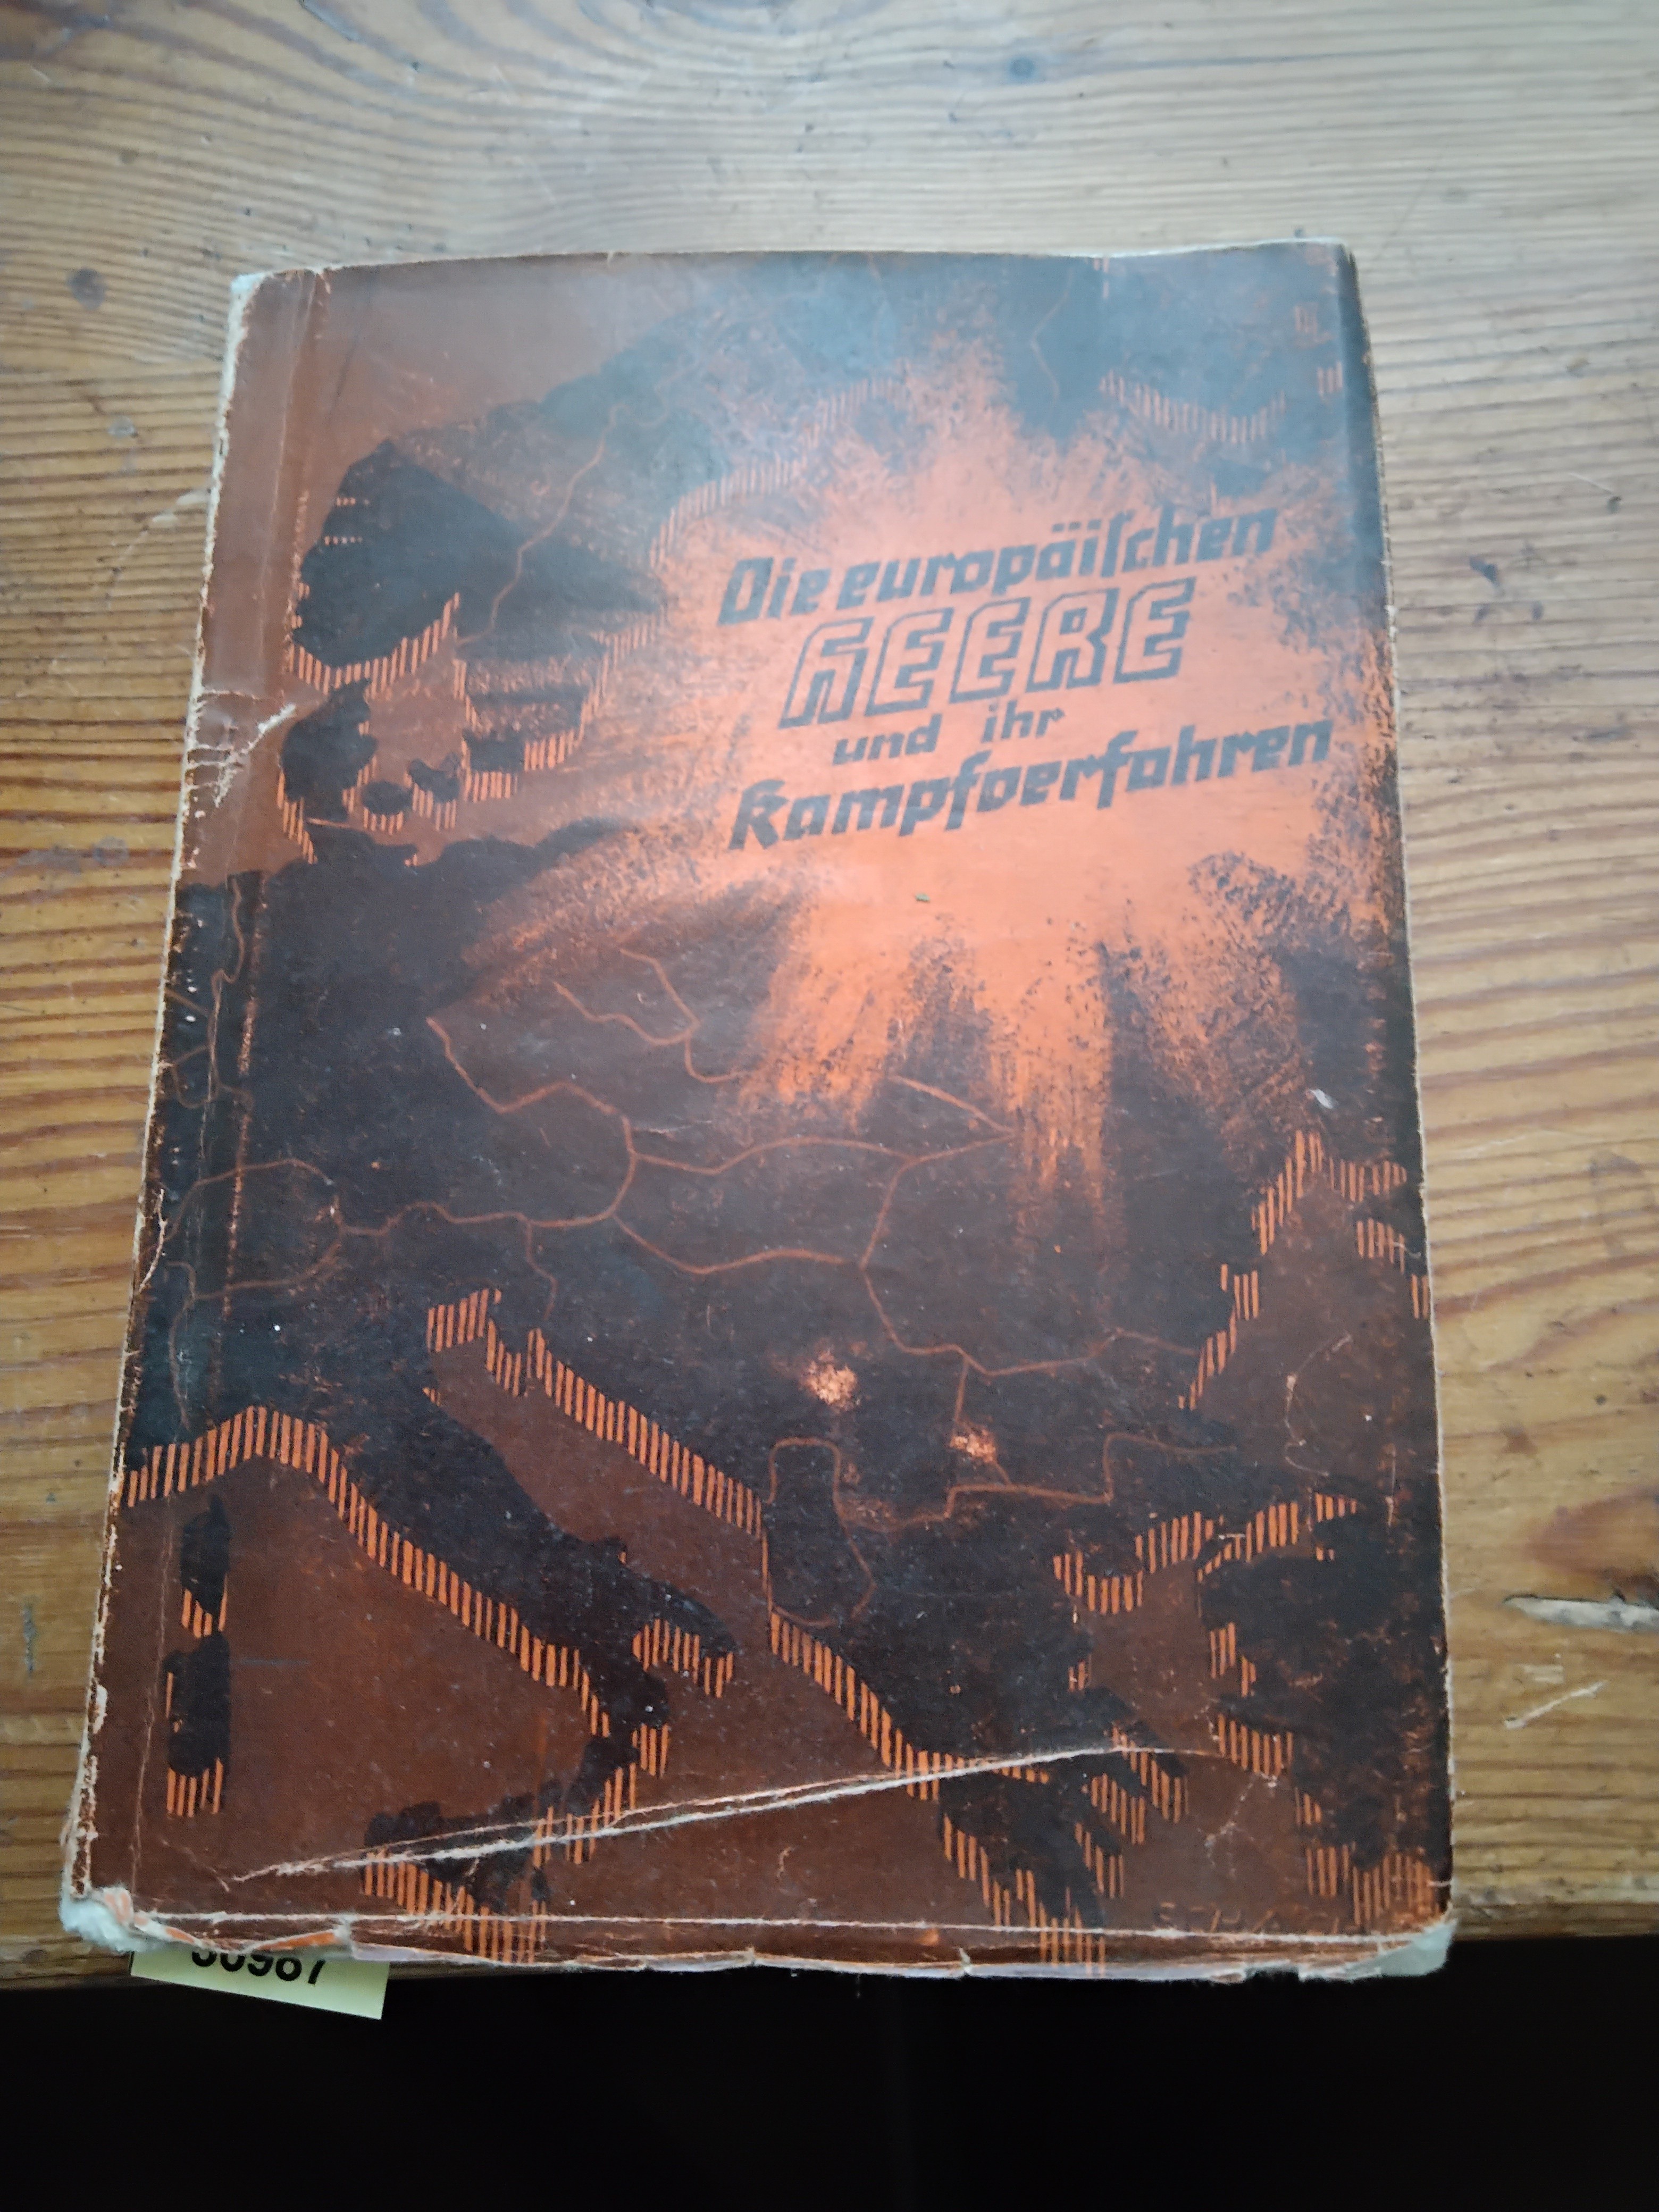 Die europäiſchen
HEERE
und ihr
Kampfverfahren